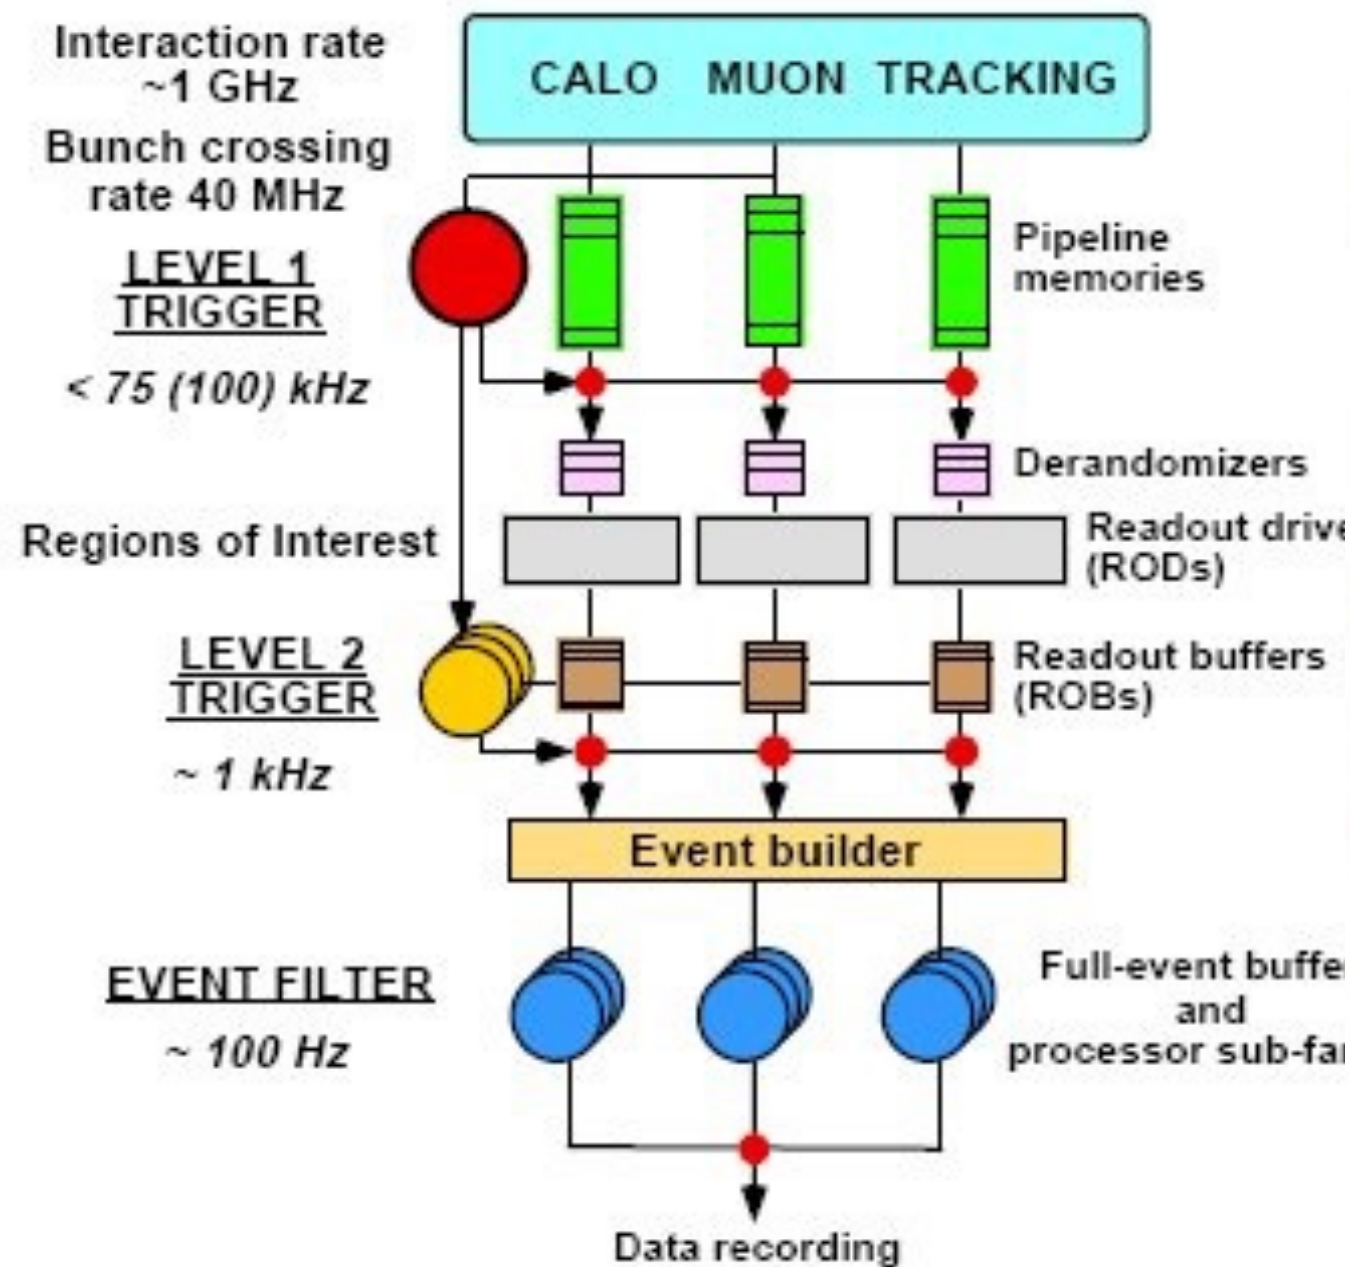 Interaction rate
~1 GHz
CALO MUON TRACKING
Bunch crossing
rate 40 MHz
LEVEL 1
TRIGGER
< 75 (100) kHz
Pipeline
memories
Derandomizers
Regions of Interest
Readout drive
(RODs)
LEVEL 2
TRIGGER
~ 1 kHz
Readout buffers
(ROBs)
Event builder
EVENT FILTER
~ 100 Hz
Full-event buffe
and
processor sub-far
Data recording